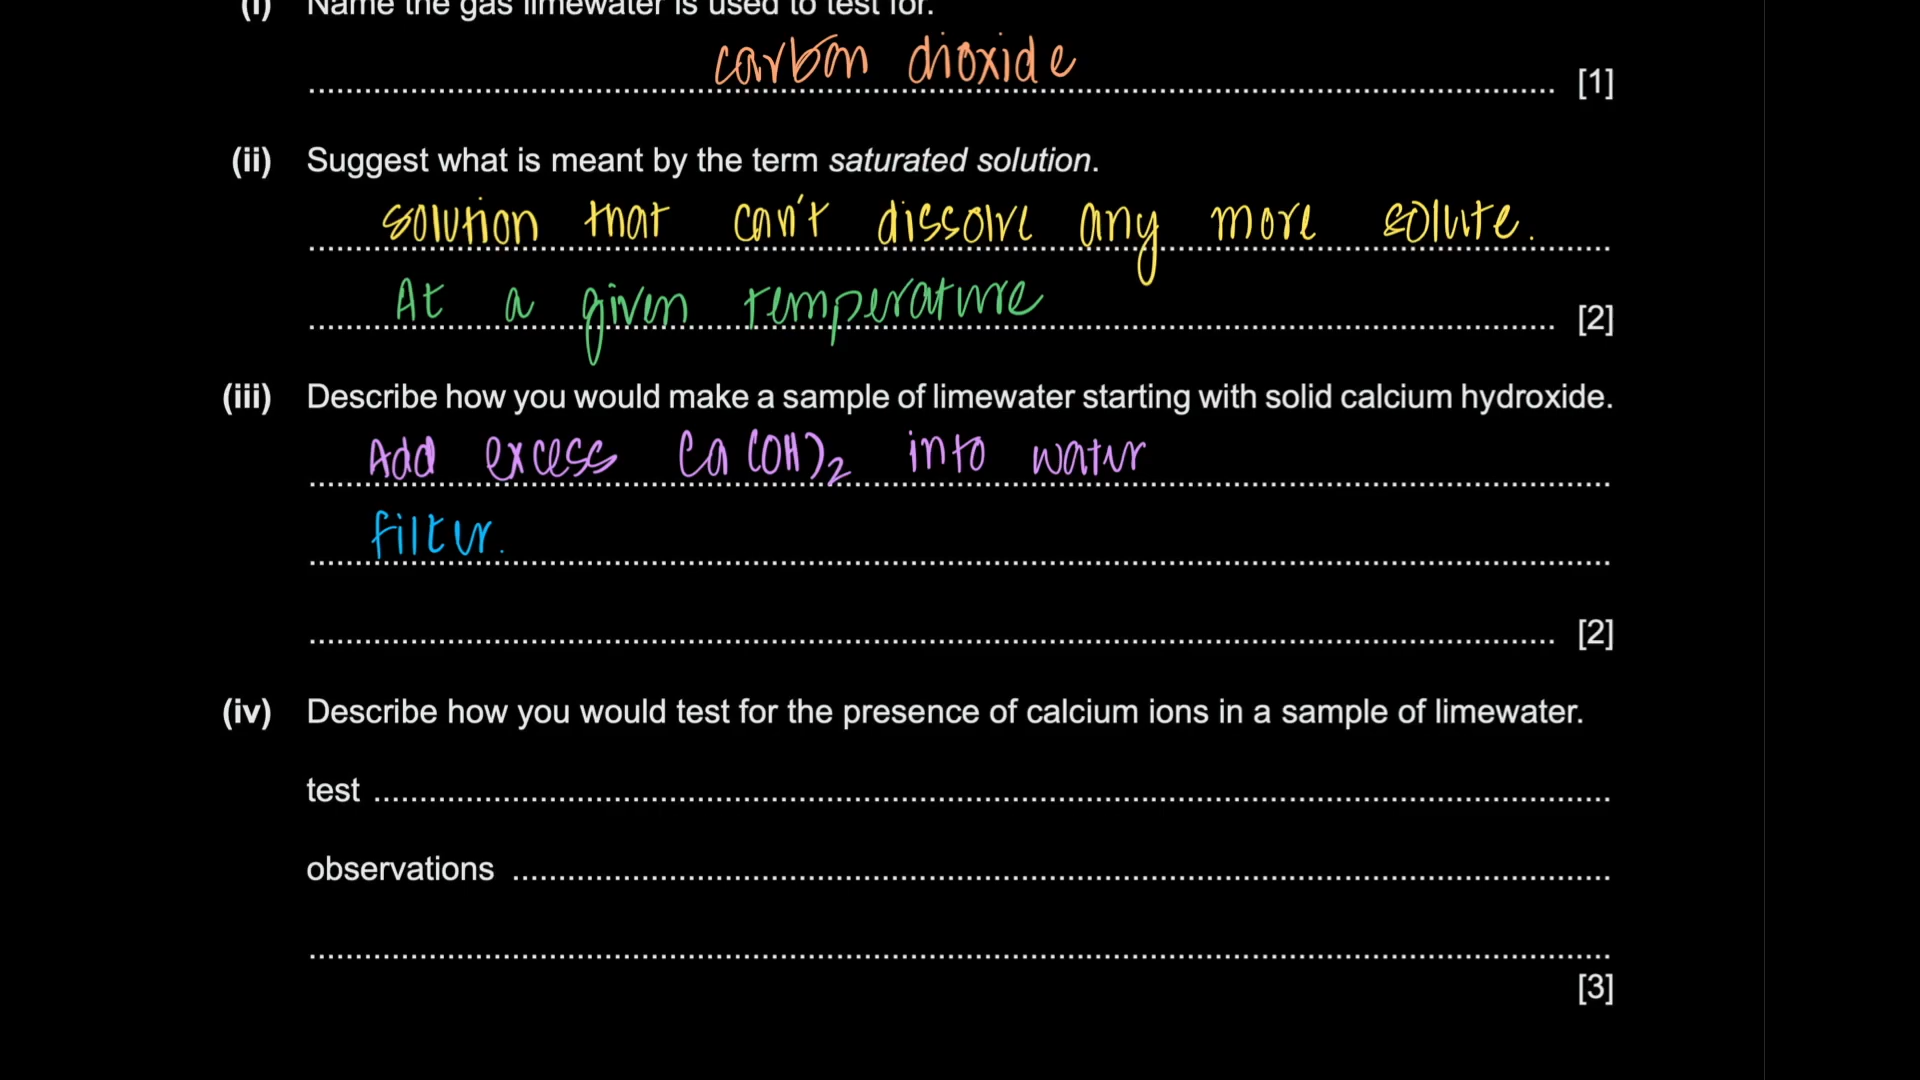 (i) Name the gas limewater is used to test for.
carbon dioxide [1]
(ii) Suggest what is meant by the term saturated solution.
solution that can't dissolve any more solute.
At a given temperature [2]
(iii) Describe how you would make a sample of limewater starting with solid calcium hydroxide.
Add excess Ca(OH)2 into water
filter.
[2]
(iv) Describe how you would test for the presence of calcium ions in a sample of limewater.
test
observations
[3]